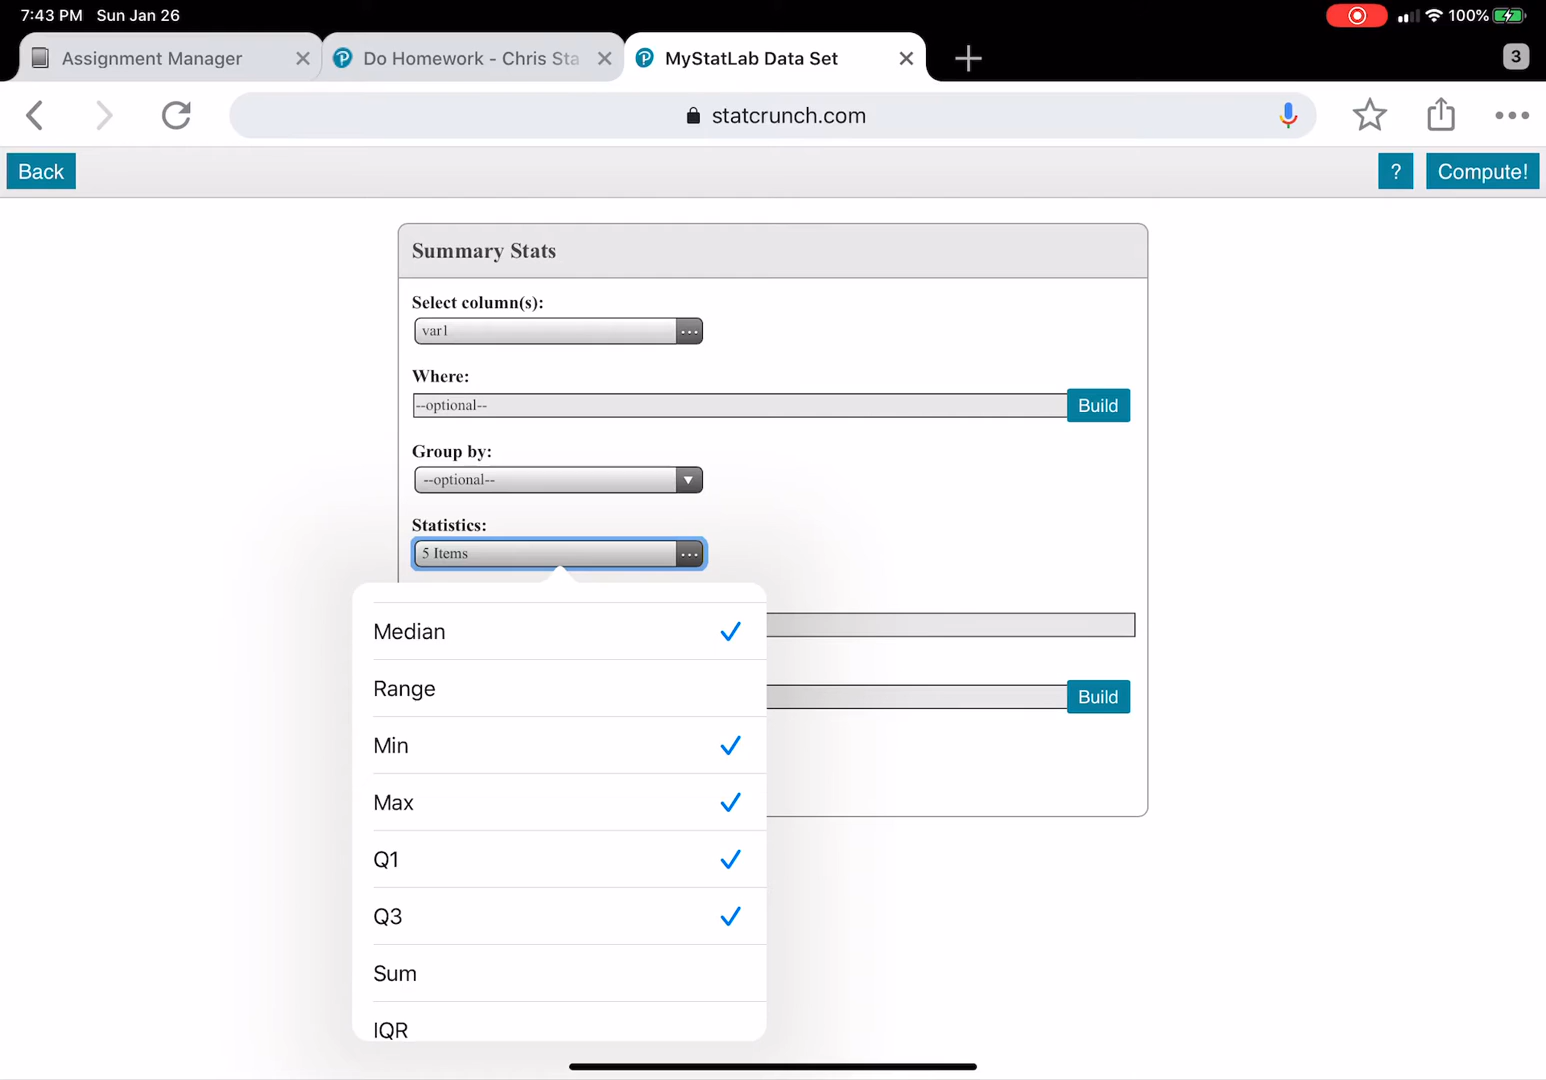 7:43 PM Sun Jan 26
100%
Assignment Manager
Do Homework - Chris Sta
MyStatLab Data Set
3
statcrunch.com
Back
?
Compute!
Summary Stats
Select column(s):
var1
Where:
--optional--
Build
Group by:
--optional--
Statistics:
5 Items
Median
Range
Build
Min
Max
Q1
Q3
Sum
IQR